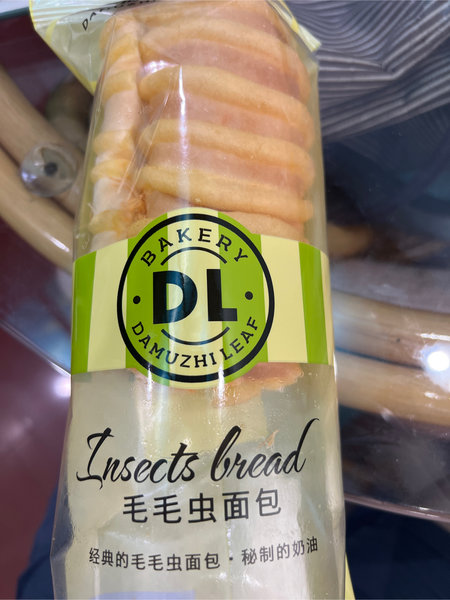 BAKERY
DL
DAMUZHI LEAF
Insects bread
毛毛虫面包
经典的毛毛虫面包·秘制的奶油